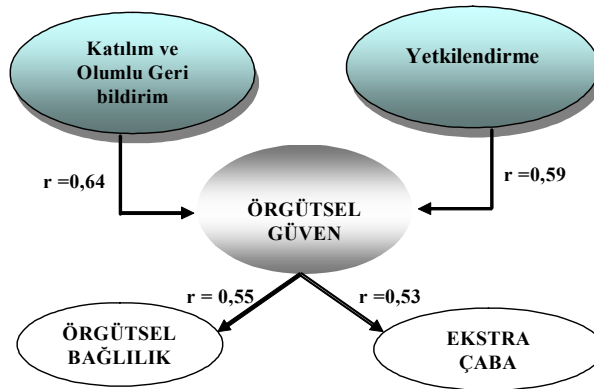 Katılım ve
Olumlu Geri
bildirim
Yetkilendirme
r =0,64
r =0,59
ÖRGÜTSEL
GÜVEN
r = 0,55
r =0,53
ÖRGÜTSEL
BAĞLILIK
EKSTRA
ÇABA